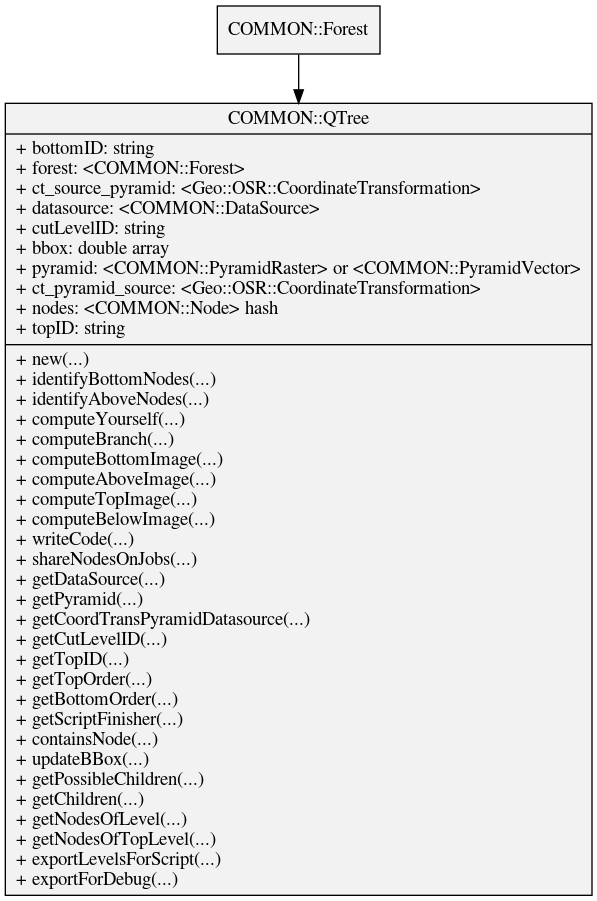 COMMON::Forest
COMMON::QTree
+ bottomID: string
+ forest: <COMMON::Forest>
+ ct_source_pyramid: <Geo::OSR::CoordinateTransformation>
+ datasource: <COMMON::DataSource>
+ cutLevelID: string
+ bbox: double array
+ pyramid: <COMMON::PyramidRaster> or <COMMON::PyramidVector>
+ ct_pyramid_source: <Geo::OSR::CoordinateTransformation>
+ nodes: <COMMON::Node> hash
+ topID: string
+ new(...)
+ identifyBottomNodes(...)
+ identifyAboveNodes(...)
+ computeYourself(...)
+ computeBranch(...)
+ computeBottomImage(...)
+ computeAboveImage(...)
+ computeTopImage(...)
+ computeBelowImage(...)
+ writeCode(...)
+ shareNodesOnJobs(...)
+ getDataSource(...)
+ getPyramid(...)
+ getCoordTransPyramidDatasource(...)
+ getCutLevelID(...)
+ getTopID(...)
+ getTopOrder(...)
+ getBottomOrder(...)
+ getScriptFinisher(...)
+ containsNode(...)
+ updateBBox(...)
+ getPossibleChildren(...)
+ getChildren(...)
+ getNodesOfLevel(...)
+ getNodesOfTopLevel(...)
+ exportLevelsForScript(...)
+ exportForDebug(...)